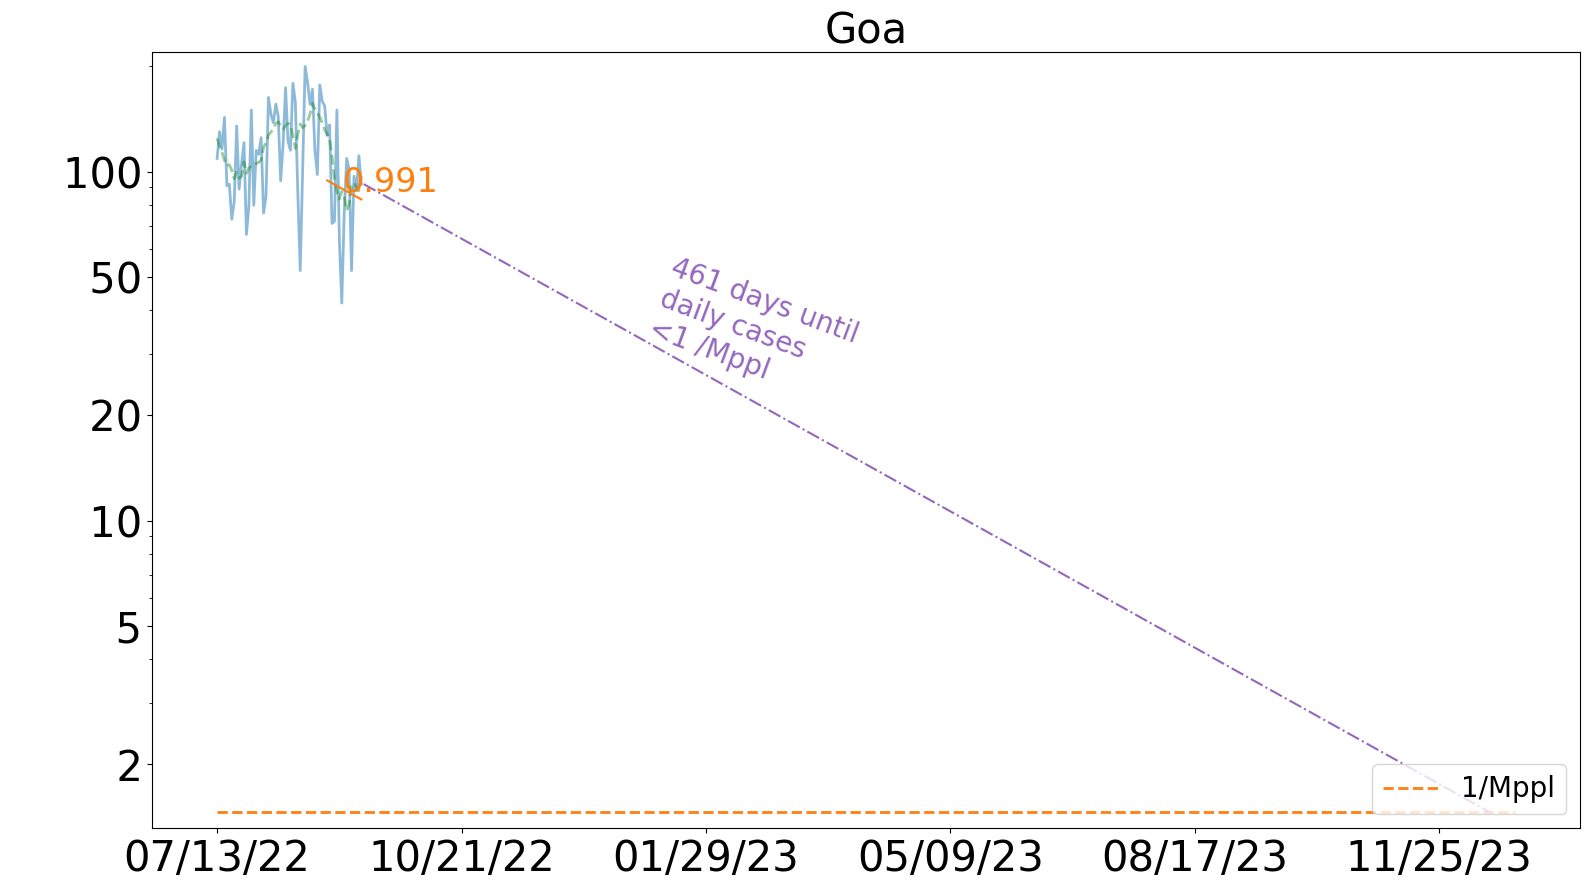 Goa
100
50
20
10
5
2
0.991
461 days until
daily cases
<1 /Mppl
1/Mppl
07/13/22
10/21/22
01/29/23
05/09/23
08/17/23
11/25/23